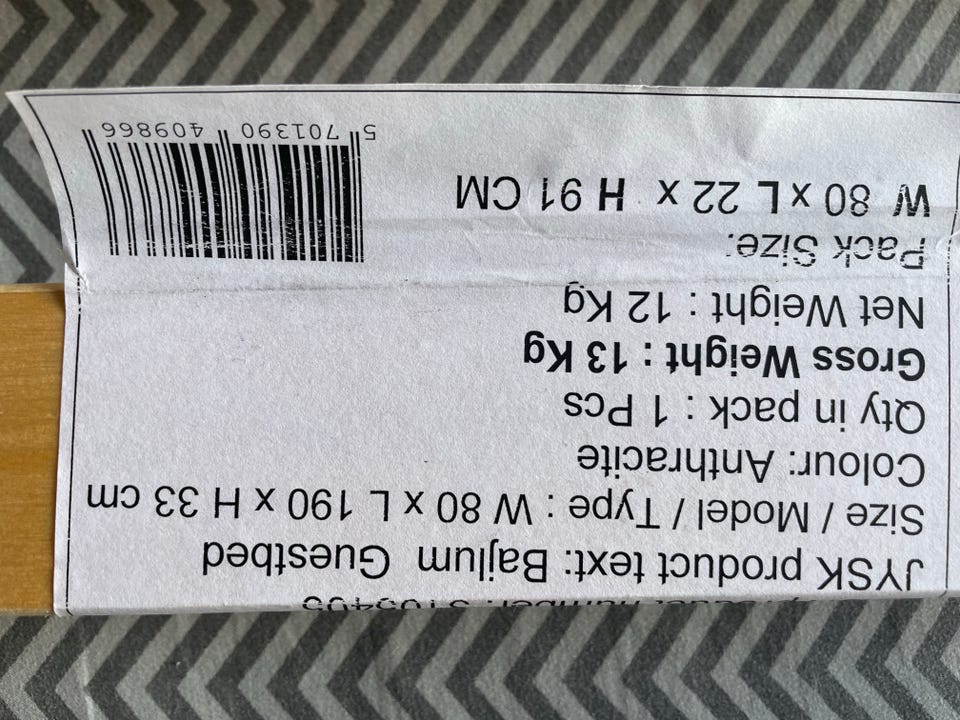 JYSK product text: Bajlum Guestbed
Size / Model / Type : W 80 x L 190 x H 33 cm
Colour: Anthracite
Qty in pack : 1 Pcs
Gross Weight : 13 Kg
Net Weight : 12 Kg
Pack Size:
W 80 x L 22 x H 91 CM
5 701390 409866